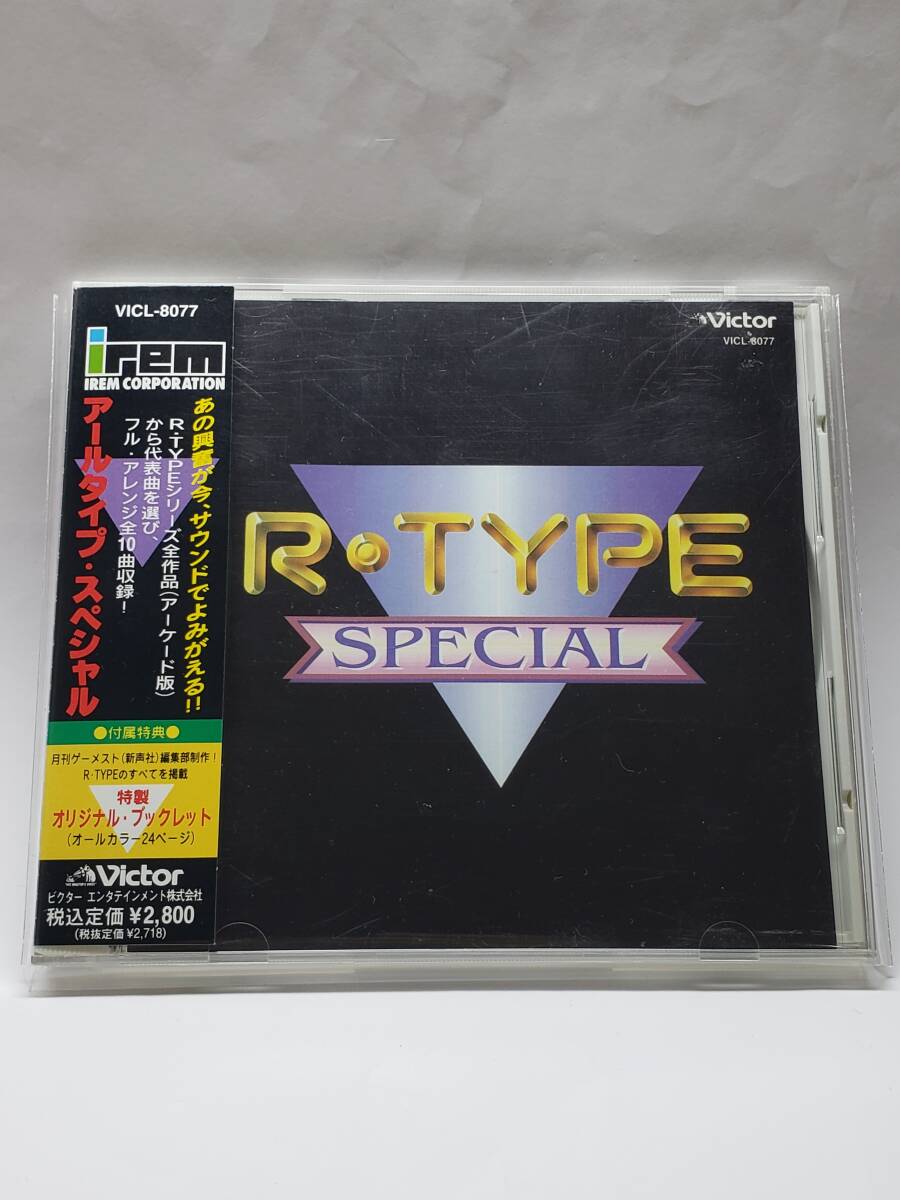 VICL-8077
irem
IREM CORPORATION
アールタイプ・スペシャル
あの興奮が今、サウンドでよみがえる!!
R・TYPEシリーズ全作品(アーケード版)
から代表曲を選び、
フル・アレンジ全10曲収録!
●付属特典●
月刊ゲーメスト(新声社)編集部制作!
R・TYPEのすべてを掲載
特製
オリジナル・ブックレット
(オールカラー24ページ)
Victor
ビクター エンタテインメント株式会社
税込定価¥2,800
(税抜定価¥2,718)
Victor
VICL-8077
R・TYPE
SPECIAL